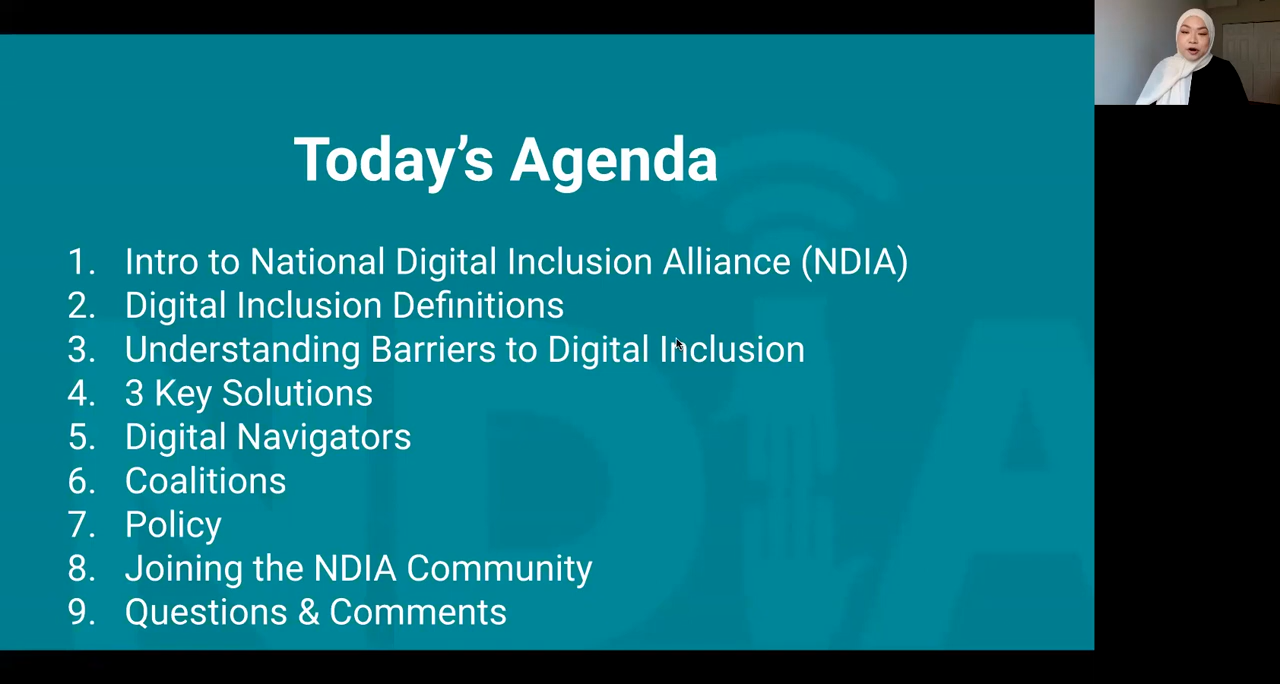 Today’s Agenda
1. Intro to National Digital Inclusion Alliance (NDIA)
2. Digital Inclusion Definitions
3. Understanding Barriers to Digital Inclusion
4. 3 Key Solutions
5. Digital Navigators
6. Coalitions
7. Policy
8. Joining the NDIA Community
9. Questions & Comments
NDIA